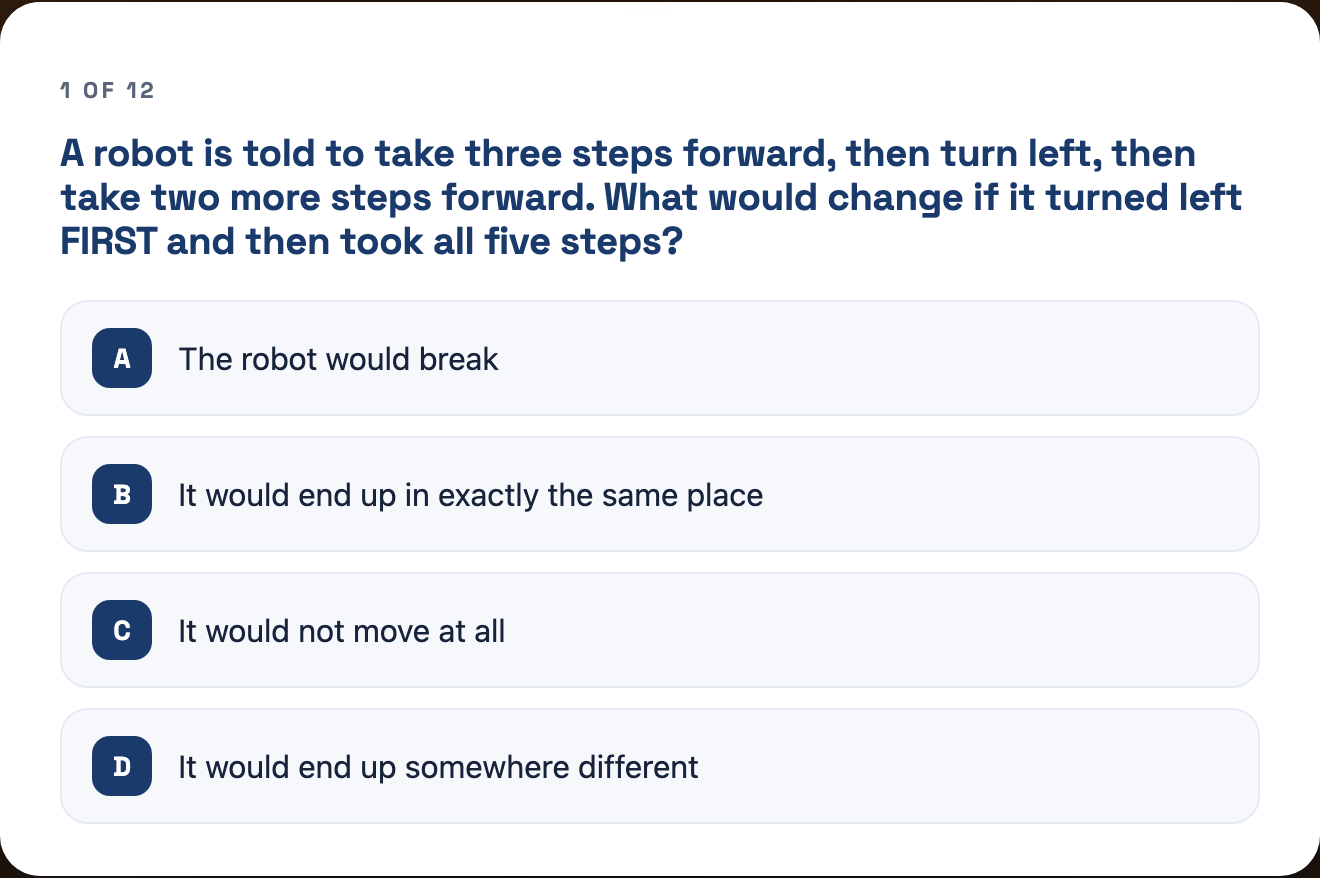 1 OF 12
A robot is told to take three steps forward, then turn left, then
take two more steps forward. What would change if it turned left
FIRST and then took all five steps?
A The robot would break
B It would end up in exactly the same place
C It would not move at all
D It would end up somewhere different